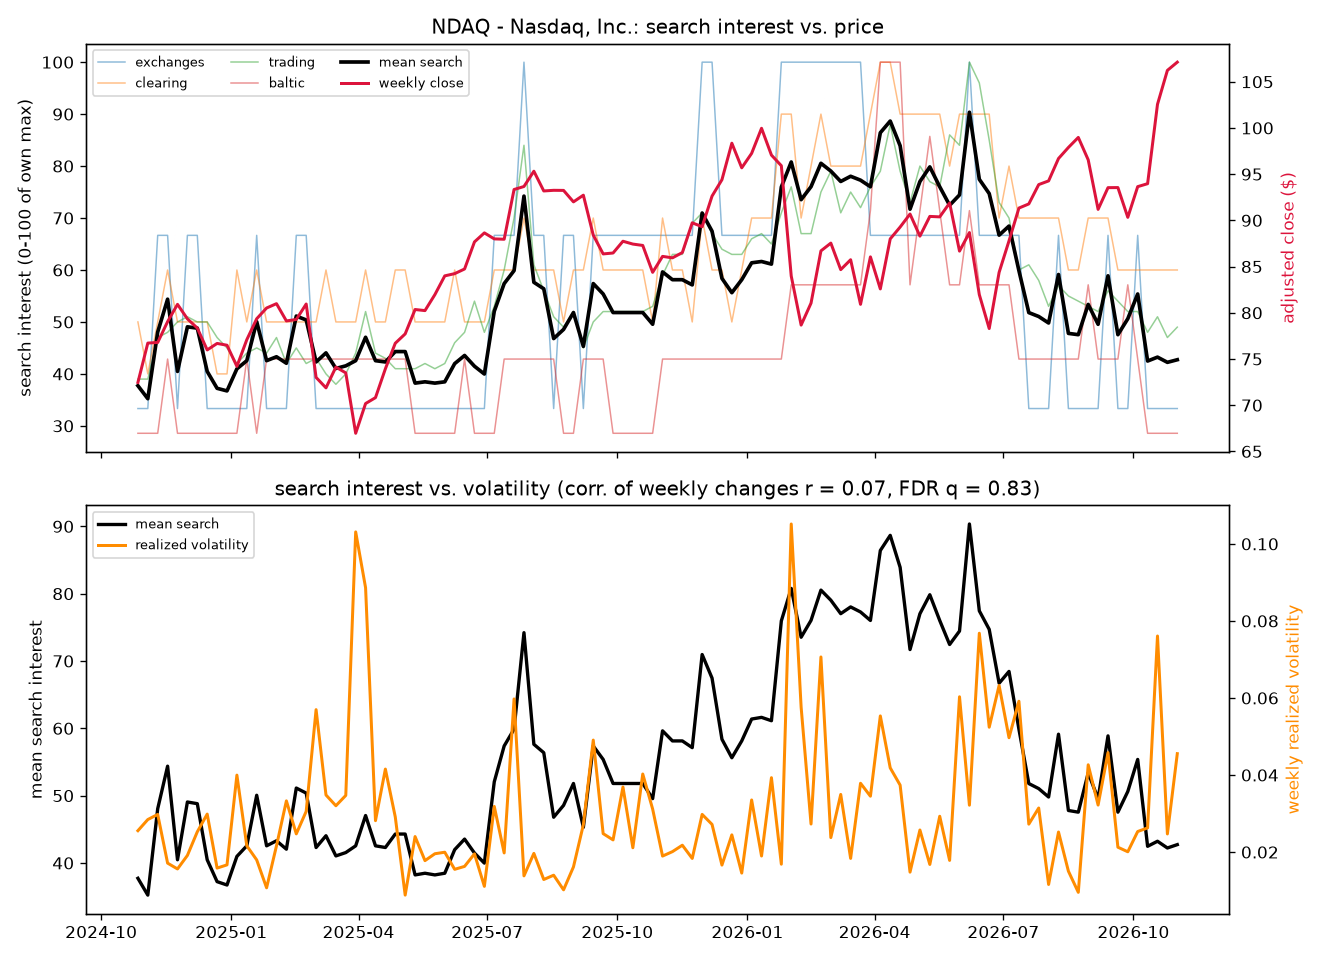 NDAQ - Nasdaq, Inc.: search interest vs. price
exchanges
clearing
trading
baltic
mean search
weekly close
search interest (0-100 of own max)
100
90
80
70
60
50
40
30
adjusted close ($)
105
100
95
90
85
80
75
70
65
search interest vs. volatility (corr. of weekly changes r = 0.07, FDR q = 0.83)
mean search
realized volatility
mean search interest
90
80
70
60
50
40
weekly realized volatility
0.10
0.08
0.06
0.04
0.02
2024-10
2025-01
2025-04
2025-07
2025-10
2026-01
2026-04
2026-07
2026-10